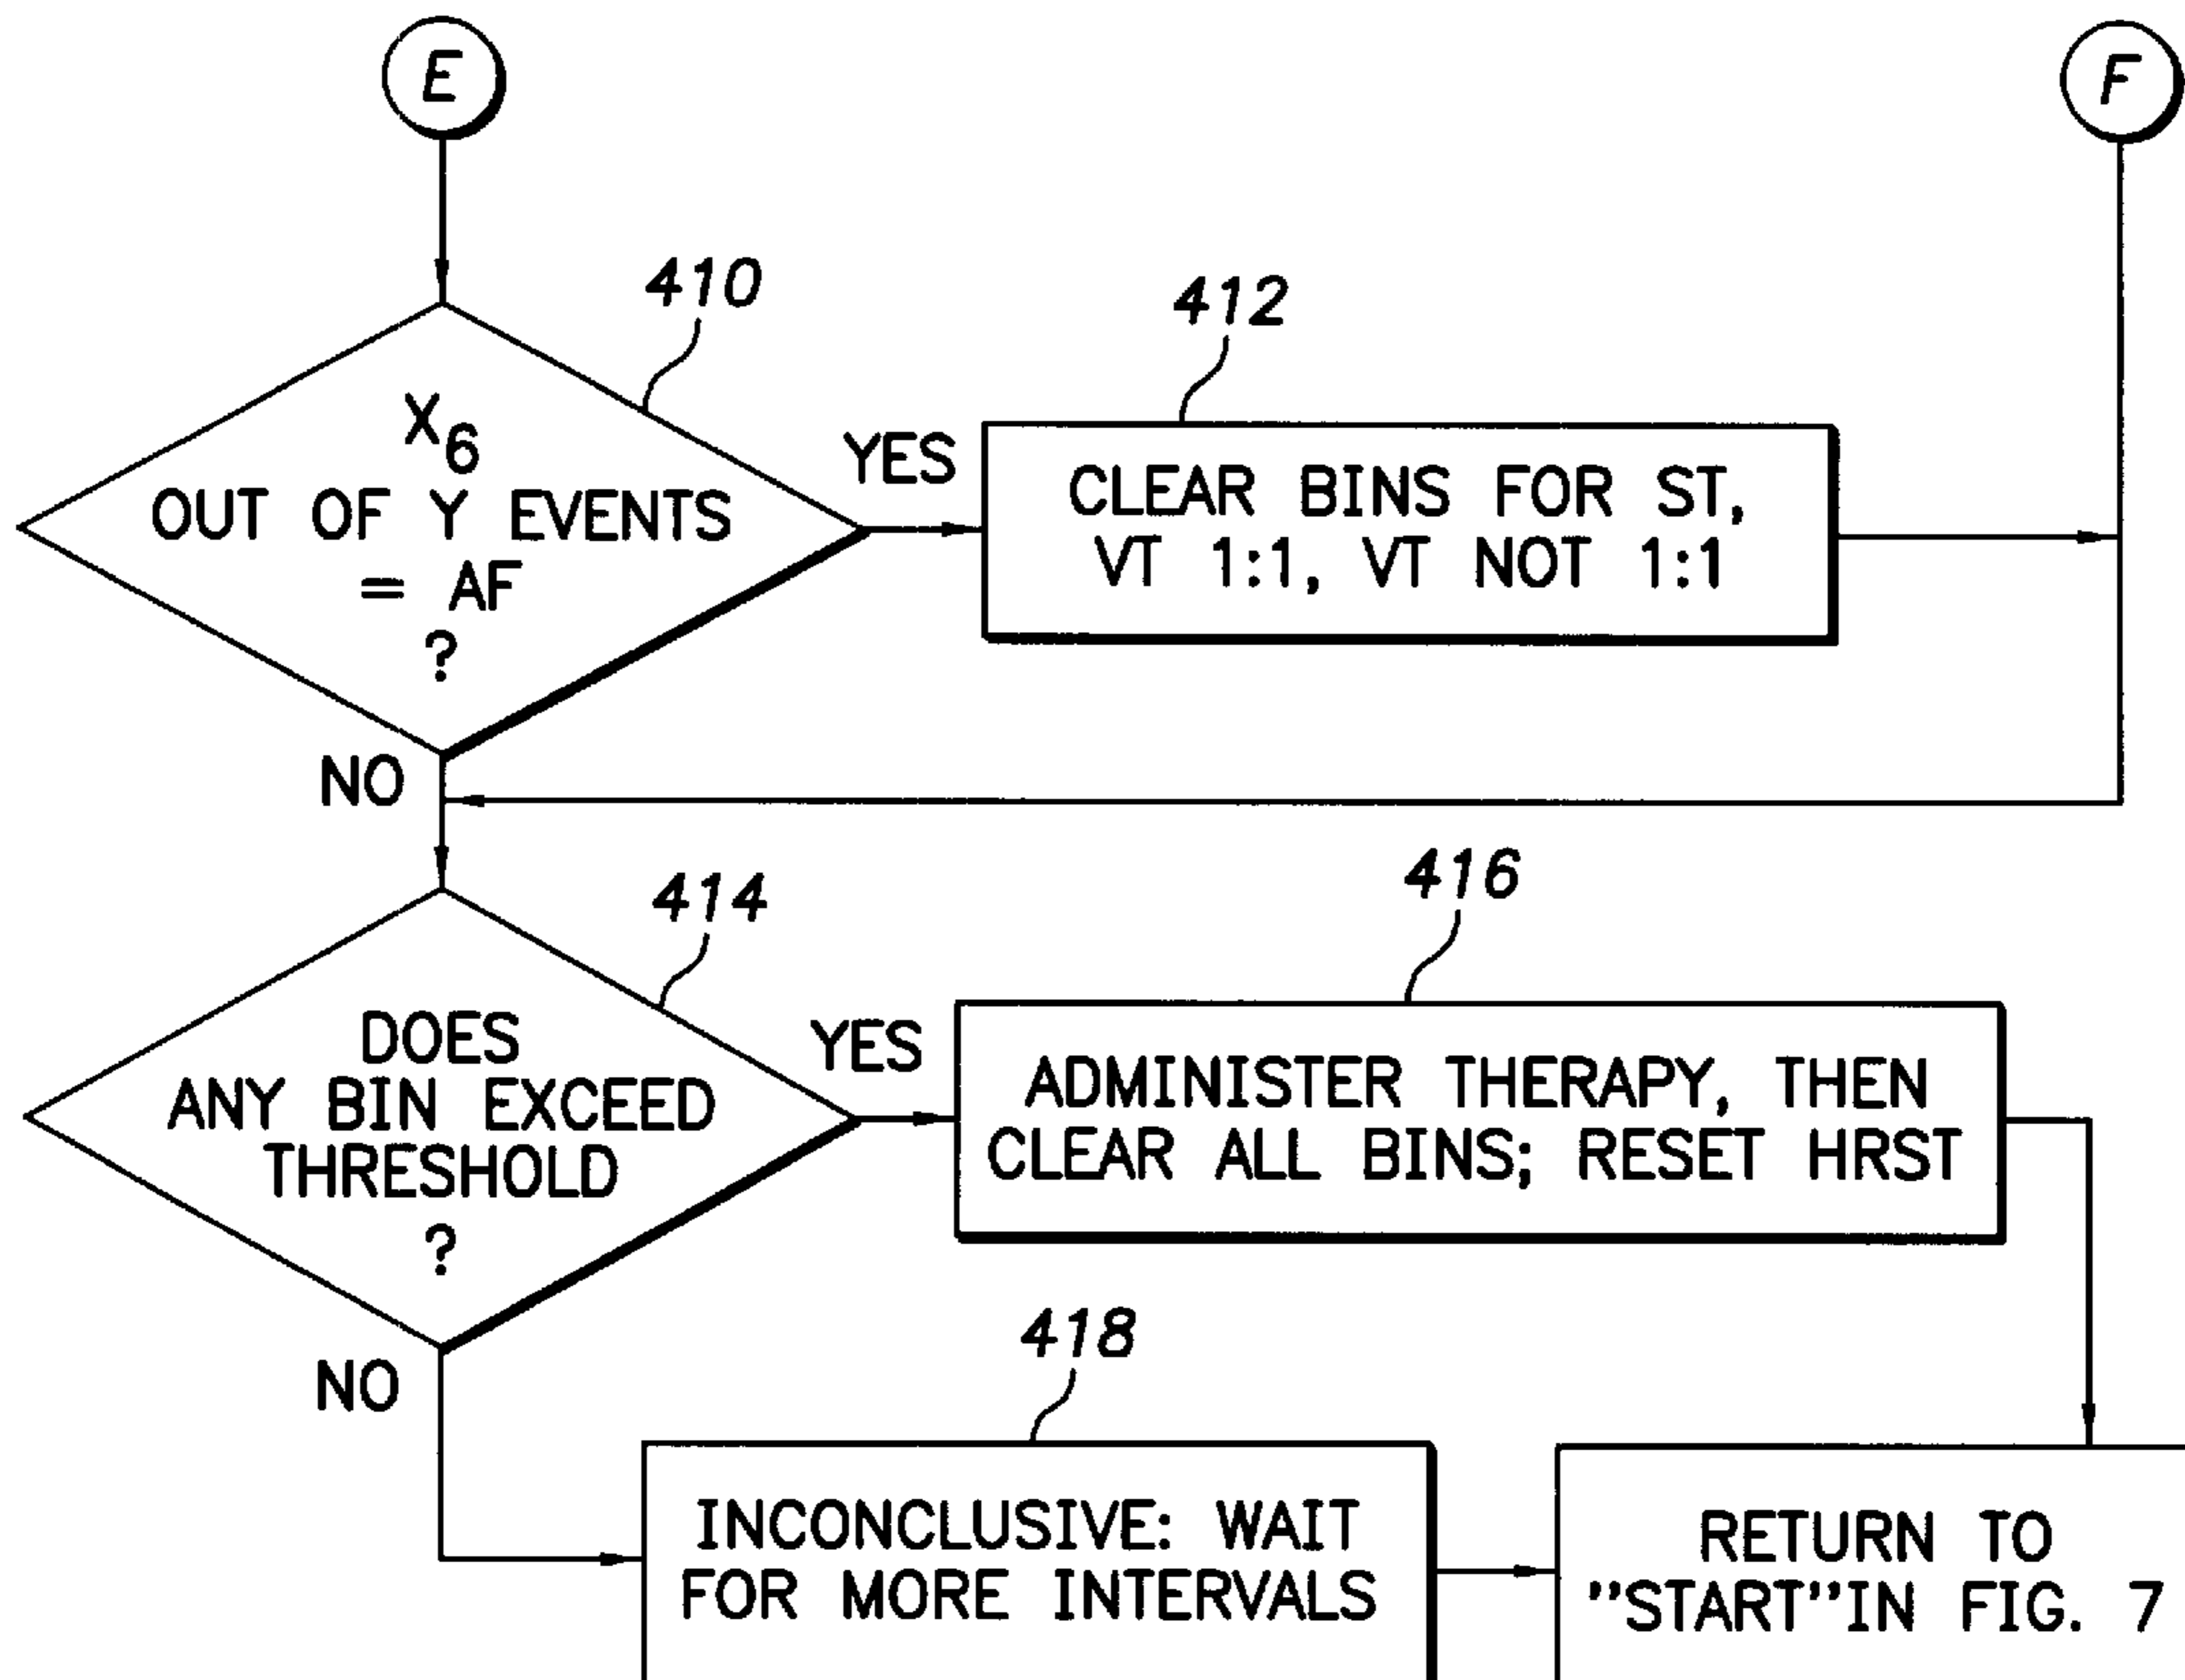 E
F
410
412
X6
OUT OF Y EVENTS
= AF
?
YES
CLEAR BINS FOR ST,
VT 1:1, VT NOT 1:1
NO
414
416
DOES
ANY BIN EXCEED
THRESHOLD
?
YES
ADMINISTER THERAPY, THEN
CLEAR ALL BINS; RESET HRST
NO
418
INCONCLUSIVE: WAIT
FOR MORE INTERVALS
RETURN TO
"START"IN FIG. 7